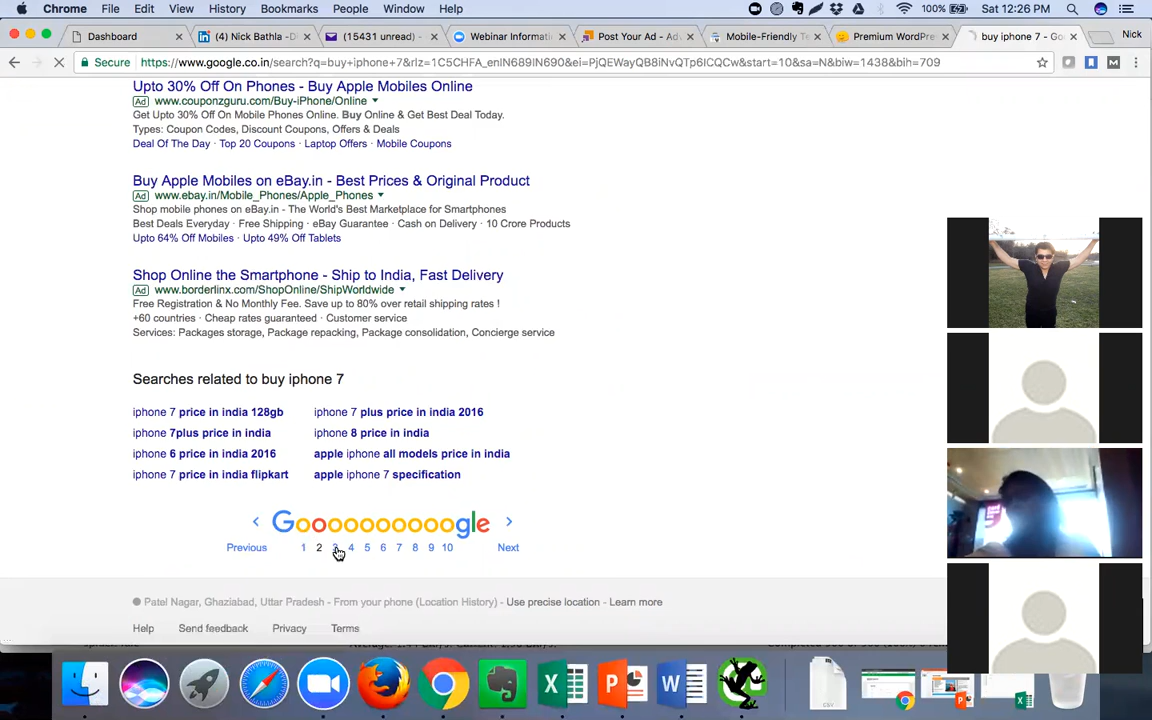 Chrome File Edit View History Bookmarks People Window Help 100% Sat 12:26 PM
Dashboard (4) Nick Bathla - D (15431 unread) - Webinar Informati Post Your Ad - Adv Mobile-Friendly Te Premium WordPre buy iphone 7 - Go Nick
Secure https://www.google.co.in/search?q=buy+iphone+7&rlz=1C5CHFA_enIN689IN690&ei=PjQEWayQB8iNvQTp6ICQCw&start=10&sa=N&biw=1438&bih=709
Upto 30% Off On Phones - Buy Apple Mobiles Online
Ad www.couponzguru.com/Buy-iPhone/Online
Get Upto 30% Off On Mobile Phones Online. Buy Online & Get Best Deal Today.
Types: Coupon Codes, Discount Coupons, Offers & Deals
Deal Of The Day · Top 20 Coupons · Laptop Offers · Mobile Coupons
Buy Apple Mobiles on eBay.in - Best Prices & Original Product
Ad www.ebay.in/Mobile_Phones/Apple_Phones
Shop mobile phones on eBay.in - The World's Best Marketplace for Smartphones
Best Deals Everyday · Free Shipping · eBay Guarantee · Cash on Delivery · 10 Crore Products
Upto 64% Off Mobiles · Upto 49% Off Tablets
Shop Online the Smartphone - Ship to India, Fast Delivery
Ad www.borderlinx.com/ShopOnline/ShipWorldwide
Free Registration & No Monthly Fee. Save up to 80% over retail shipping rates !
+60 countries · Cheap rates guaranteed · Customer service
Services: Packages storage, Package repacking, Package consolidation, Concierge service
Searches related to buy iphone 7
iphone 7 price in india 128gb iphone 7 plus price in india 2016
iphone 7plus price in india iphone 8 price in india
iphone 6 price in india 2016 apple iphone all models price in india
iphone 7 price in india flipkart apple iphone 7 specification
Goooooooooogle
Previous 1 2 3 4 5 6 7 8 9 10 Next
Patel Nagar, Ghaziabad, Uttar Pradesh - From your phone (Location History) - Use precise location - Learn more
Help Send feedback Privacy Terms